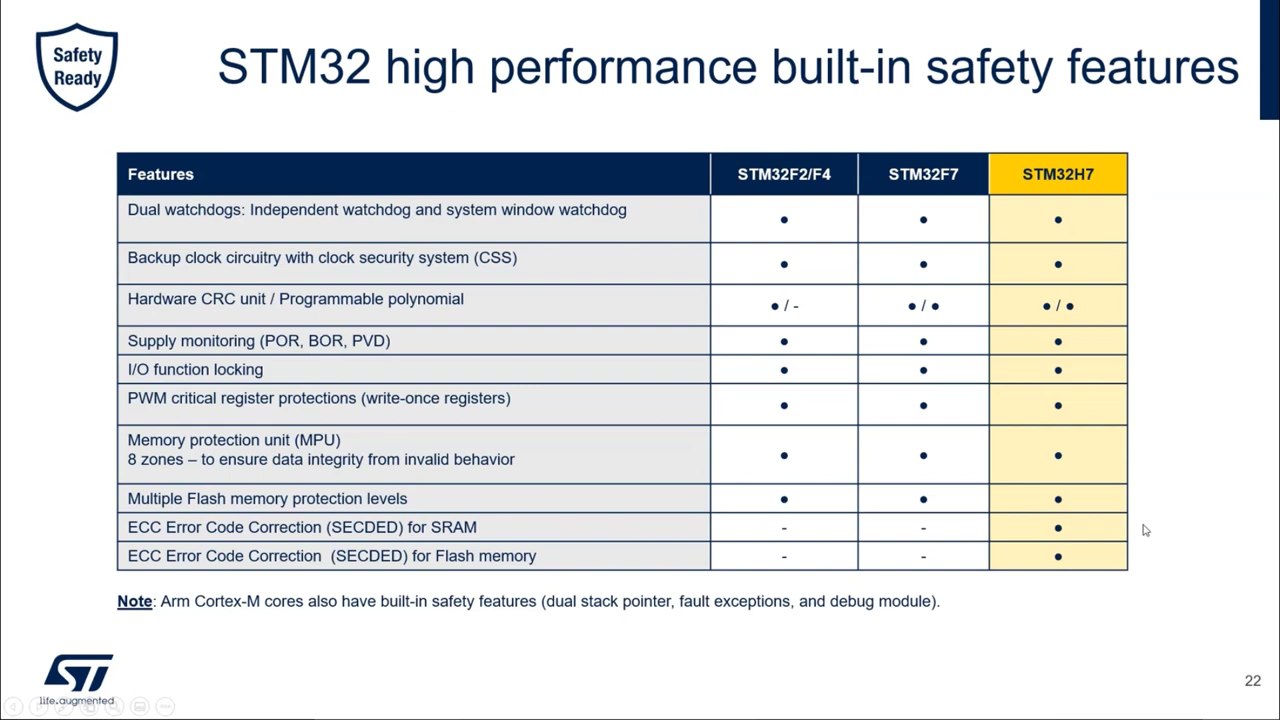 Safety
Ready
STM32 high performance built-in safety features
Features STM32F2/F4 STM32F7 STM32H7
Dual watchdogs: Independent watchdog and system window watchdog ● ● ●
Backup clock circuitry with clock security system (CSS) ● ● ●
Hardware CRC unit / Programmable polynomial ● / - ● / ● ● / ●
Supply monitoring (POR, BOR, PVD) ● ● ●
I/O function locking ● ● ●
PWM critical register protections (write-once registers) ● ● ●
Memory protection unit (MPU)
8 zones – to ensure data integrity from invalid behavior ● ● ●
Multiple Flash memory protection levels ● ● ●
ECC Error Code Correction (SECDED) for SRAM - - ●
ECC Error Code Correction (SECDED) for Flash memory - - ●
Note: Arm Cortex-M cores also have built-in safety features (dual stack pointer, fault exceptions, and debug module).
ST
life.augmented
22